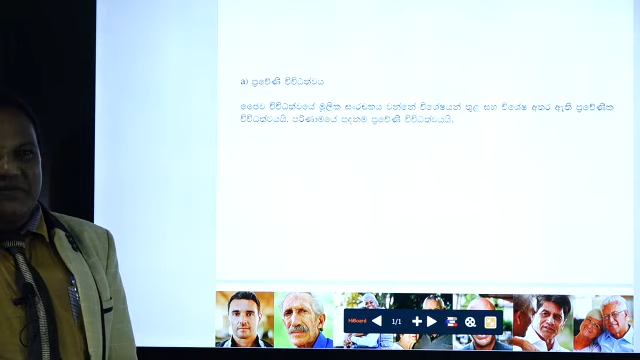 a) ප්‍රවේණි විවිධත්වය
ජෛව විවිධත්වයේ මූලික සංරචකය වන්නේ විශේෂයන් තුළ සහ විශේෂ අතර ඇති ප්‍රවේණික
විවිධත්වයයි. පරිණාමයේ පදනම ප්‍රවේණි විවිධත්වයයි.
HiBoard 1/1